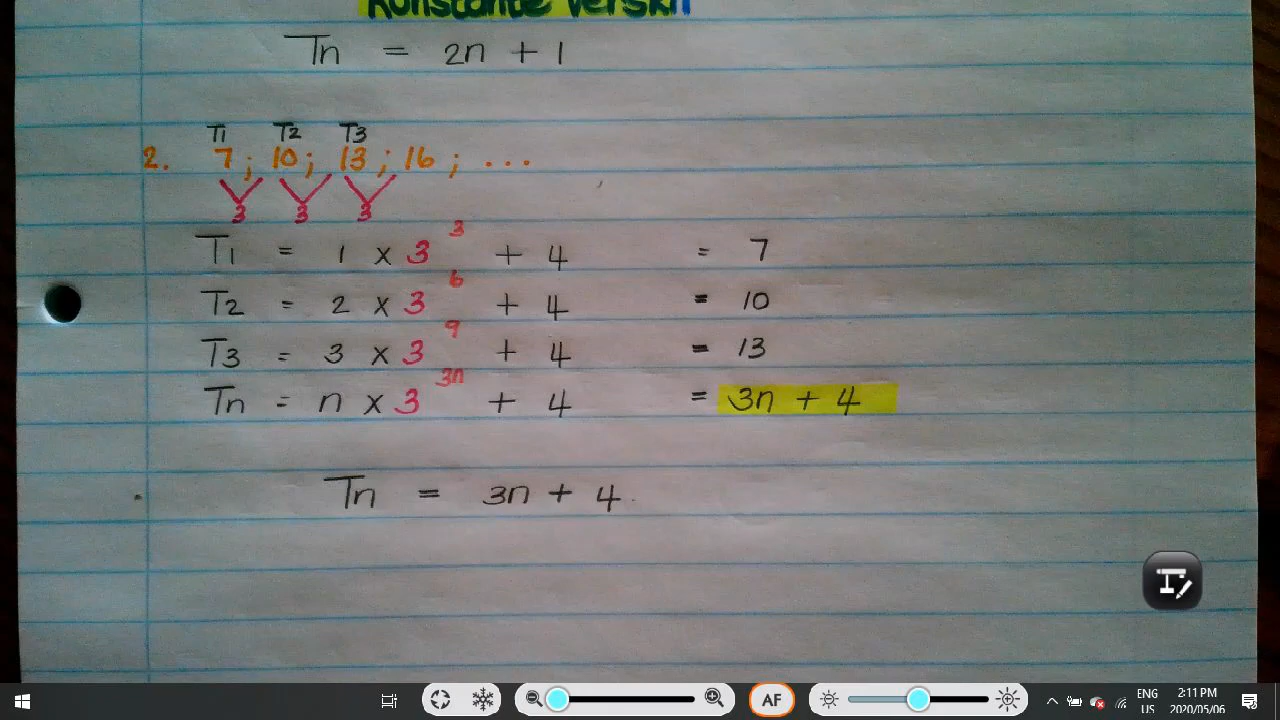 Konstante verskil
Tn = 2n + 1
T1 T2 T3
2. 7 ; 10 ; 13 ; 16 ; ...
3 3 3
3
T1 = 1 x 3 + 4 = 7
6
T2 = 2 x 3 + 4 = 10
9
T3 = 3 x 3 + 4 = 13
3n
Tn = n x 3 + 4 = 3n + 4
Tn = 3n + 4
AF
ENG 2:11 PM
US 2020/05/06